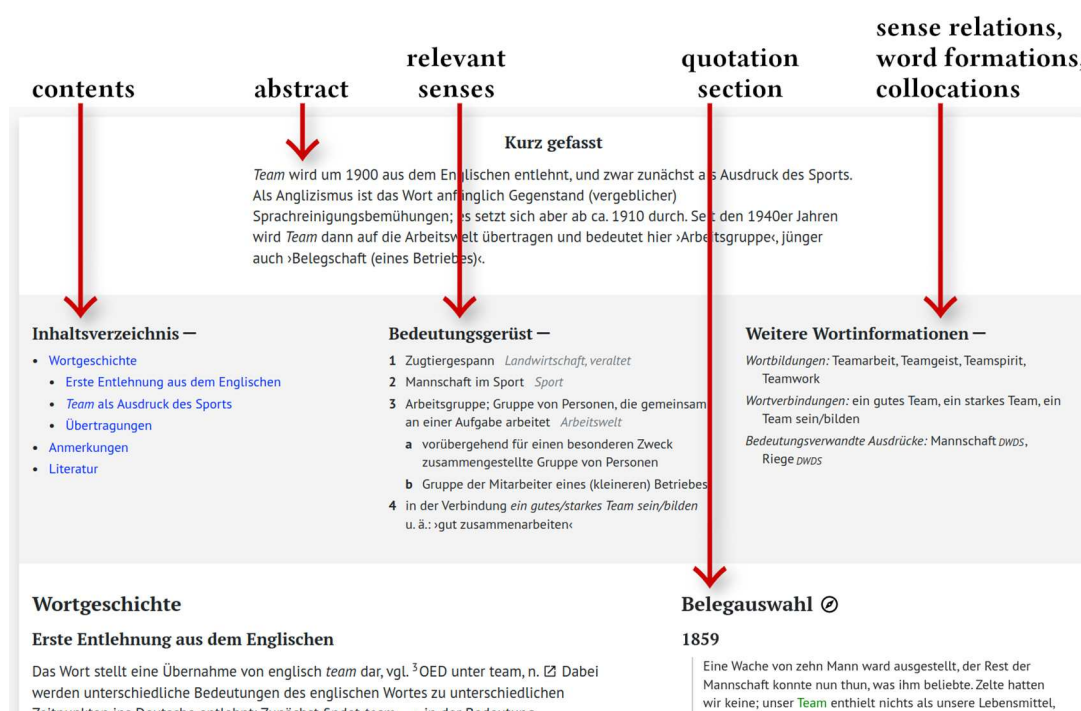 contents
abstract
relevant
senses
quotation
section
sense relations,
word formations,
collocations
Kurz gefasst
Team wird um 1900 aus dem Englischen entlehnt, und zwar zunächst als Ausdruck des Sports.
Als Anglizismus ist das Wort anfänglich Gegenstand (vergeblicher)
Sprachreinigungsbemühungen; es setzt sich aber ab ca. 1910 durch. Seit den 1940er Jahren
wird Team dann auf die Arbeitswelt übertragen und bedeutet hier ›Arbeitsgruppe‹, jünger
auch ›Belegschaft (eines Betriebes)‹.
Inhaltsverzeichnis —
• Wortgeschichte
• Erste Entlehnung aus dem Englischen
• Team als Ausdruck des Sports
• Übertragungen
• Anmerkungen
• Literatur
Bedeutungsgerüst —
1 Zugtiergespann Landwirtschaft, veraltet
2 Mannschaft im Sport Sport
3 Arbeitsgruppe; Gruppe von Personen, die gemeinsam
an einer Aufgabe arbeitet Arbeitswelt
a vorübergehend für einen besonderen Zweck
zusammengestellte Gruppe von Personen
b Gruppe der Mitarbeiter eines (kleineren) Betriebes
4 in der Verbindung ein gutes/starkes Team sein/bilden
u. ä.: ›gut zusammenarbeiten‹
Weitere Wortinformationen —
Wortbildungen: Teamarbeit, Teamgeist, Teamspirit,
Teamwork
Wortverbindungen: ein gutes Team, ein starkes Team, ein
Team sein/bilden
Bedeutungsverwandte Ausdrücke: Mannschaft DWDS,
Riege DWDS
Wortgeschichte
Erste Entlehnung aus dem Englischen
Das Wort stellt eine Übernahme von englisch team dar, vgl. ³OED unter team, n. Dabei
werden unterschiedliche Bedeutungen des englischen Wortes zu unterschiedlichen
Belegauswahl
1859
Eine Wache von zehn Mann ward ausgestellt, der Rest der
Mannschaft konnte nun thun, was ihm beliebte. Zelte hatten
wir keine; unser Team enthielt nichts als unsere Lebensmittel,